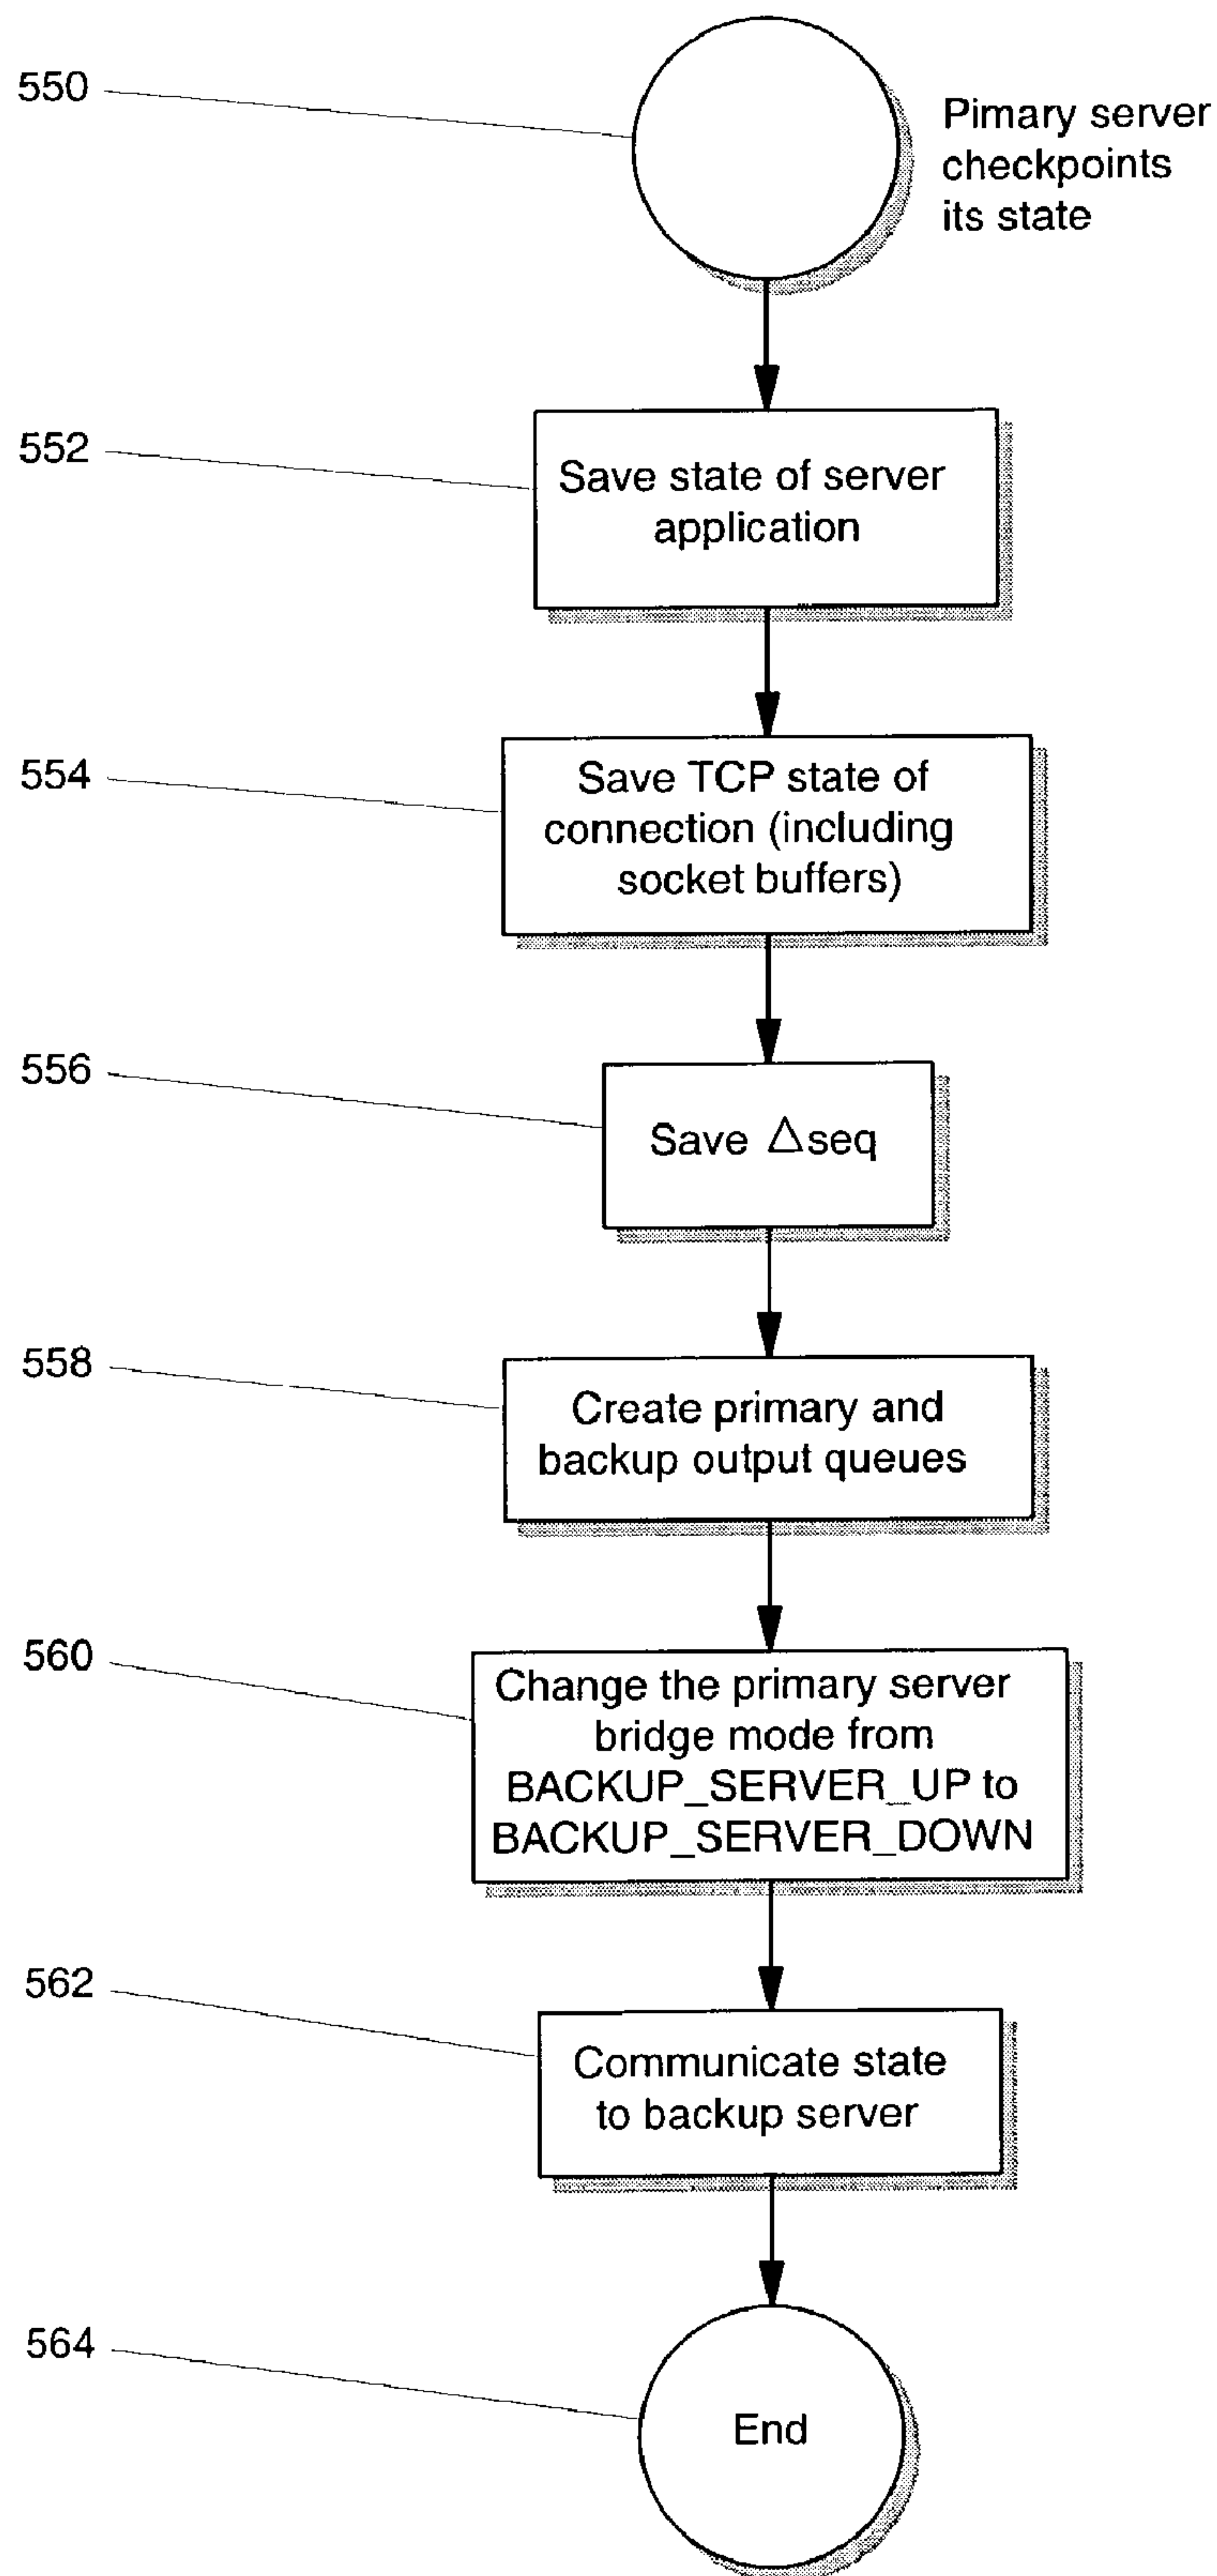 550
Pimary server
checkpoints
its state
552
Save state of server
application
554
Save TCP state of
connection (including
socket buffers)
556
Save △seq
558
Create primary and
backup output queues
560
Change the primary server
bridge mode from
BACKUP_SERVER_UP to
BACKUP_SERVER_DOWN
562
Communicate state
to backup server
564
End